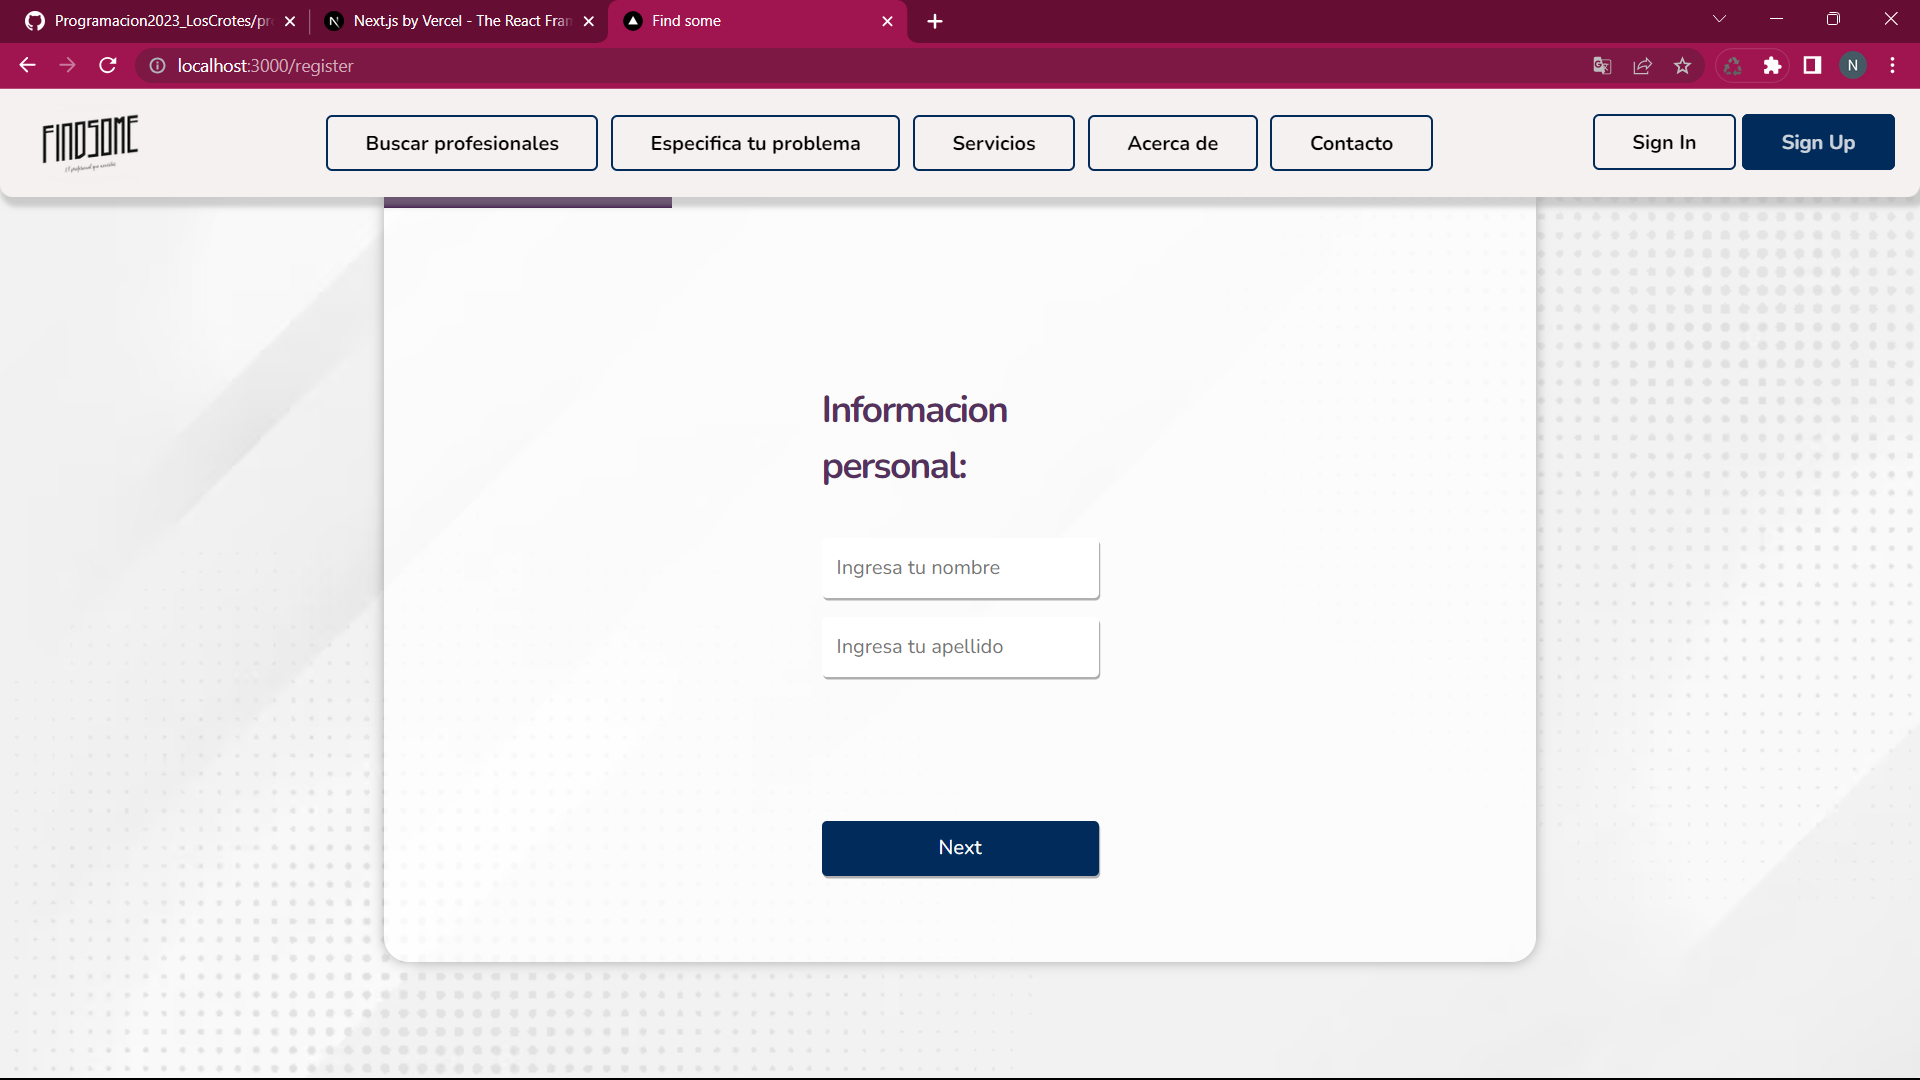 Programacion2023_LosCrotes/pr
Next.js by Vercel - The React Fran
Find some
localhost:3000/register
N
FINDSOME
Buscar profesionales
Especifica tu problema
Servicios
Acerca de
Contacto
Sign In
Sign Up
Informacion
personal:
Ingresa tu nombre
Ingresa tu apellido
Next